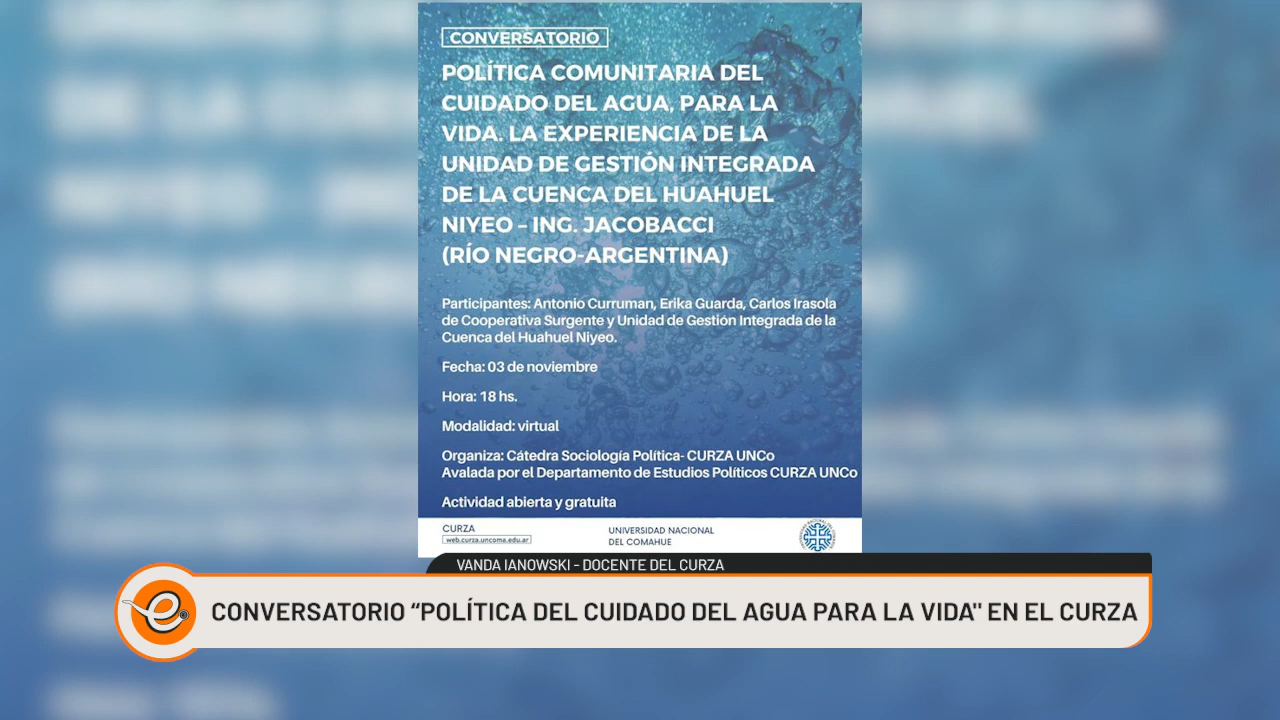 CONVERSATORIO
POLÍTICA COMUNITARIA DEL
CUIDADO DEL AGUA, PARA LA
VIDA. LA EXPERIENCIA DE LA
UNIDAD DE GESTIÓN INTEGRADA
DE LA CUENCA DEL HUAHUEL
NIYEO – ING. JACOBACCI
(RÍO NEGRO-ARGENTINA)
Participantes: Antonio Curruman, Erika Guarda, Carlos Irasola
de Cooperativa Surgente y Unidad de Gestión Integrada de la
Cuenca del Huahuel Niyeo.
Fecha: 03 de noviembre
Hora: 18 hs.
Modalidad: virtual
Organiza: Cátedra Sociología Política- CURZA UNCo
Avalada por el Departamento de Estudios Políticos CURZA UNCo
Actividad abierta y gratuita
CURZA
web.curza.uncoma.edu.ar
UNIVERSIDAD NACIONAL
DEL COMAHUE
VANDA IANOWSKI - DOCENTE DEL CURZA
CONVERSATORIO “POLÍTICA DEL CUIDADO DEL AGUA PARA LA VIDA" EN EL CURZA